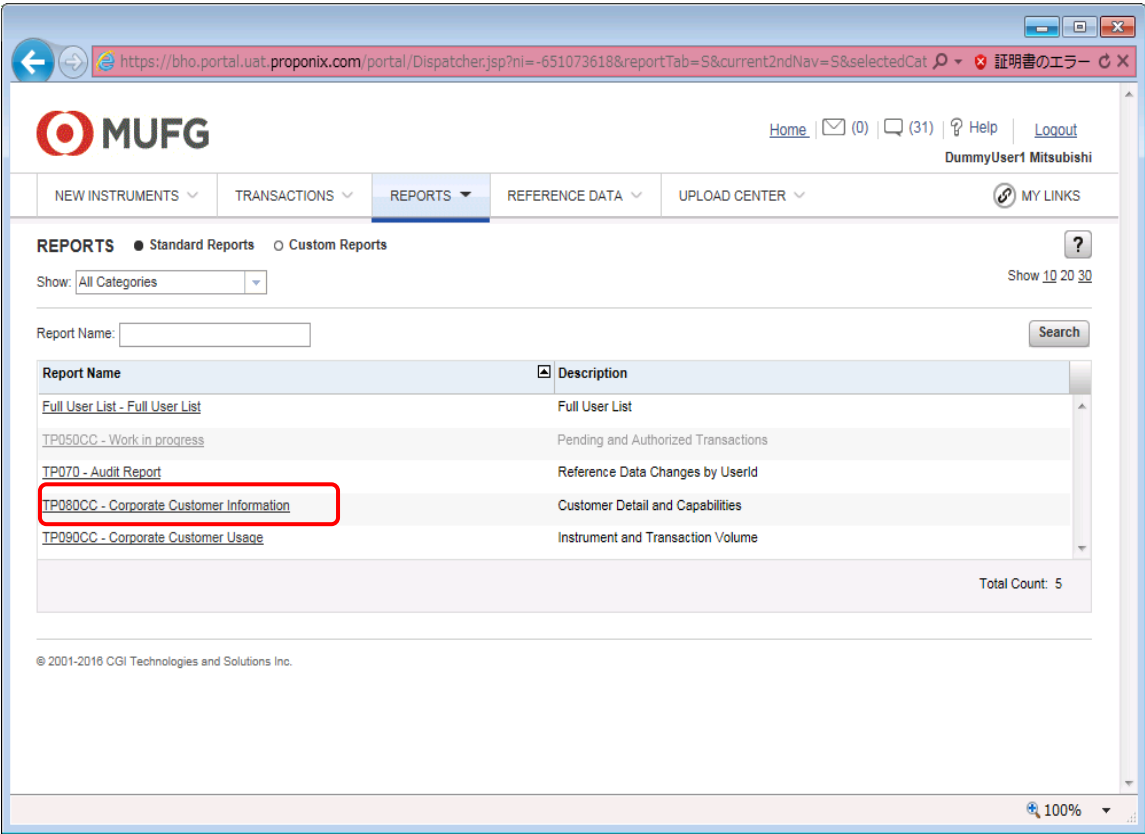 https://bho.portal.uat.proponix.com/portal/Dispatcher.jsp?ni=-651073618&reportTab=S&current2ndNav=S&selectedCat 証明書のエラー
MUFG
Home (0) (31) Help Logout
DummyUser1 Mitsubishi
NEW INSTRUMENTS TRANSACTIONS REPORTS REFERENCE DATA UPLOAD CENTER MY LINKS
REPORTS Standard Reports Custom Reports ?
Show: All Categories Show 10 20 30
Report Name: Search
Report Name Description
Full User List - Full User List Full User List
TP050CC - Work in progress Pending and Authorized Transactions
TP070 - Audit Report Reference Data Changes by UserId
TP080CC - Corporate Customer Information Customer Detail and Capabilities
TP090CC - Corporate Customer Usage Instrument and Transaction Volume
Total Count: 5
© 2001-2016 CGI Technologies and Solutions Inc.
100%